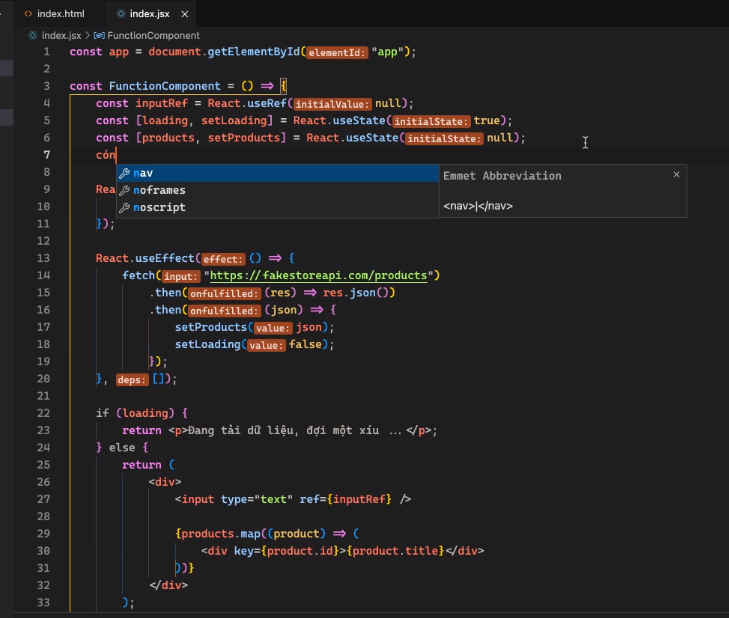 index.html
index.jsx
index.jsx > FunctionComponent
1 const app = document.getElementById(elementId: "app");
2
3 const FunctionComponent = () => {
4 const inputRef = React.useRef(initialValue: null);
5 const [loading, setLoading] = React.useState(initialState: true);
6 const [products, setProducts] = React.useState(initialState: null);
7 cón
nav
Emmet Abbreviation
8
noframes
9 Rea
noscript
<nav>|</nav>
10
11 });
12
13 React.useEffect(effect: () => {
14 fetch(input: "https://fakestoreapi.com/products")
15 .then(onfulfilled: (res) => res.json())
16 .then(onfulfilled: (json) => {
17 setProducts(value: json);
18 setLoading(value: false);
19 });
20 }, deps: []);
21
22 if (loading) {
23 return <p>Đang tải dữ liệu, đợi một xíu ...</p>;
24 } else {
25 return (
26 <div>
27 <input type="text" ref={inputRef} />
28
29 {products.map((product) => (
30 <div key={product.id}>{product.title}</div>
31 ))}
32 </div>
33 );